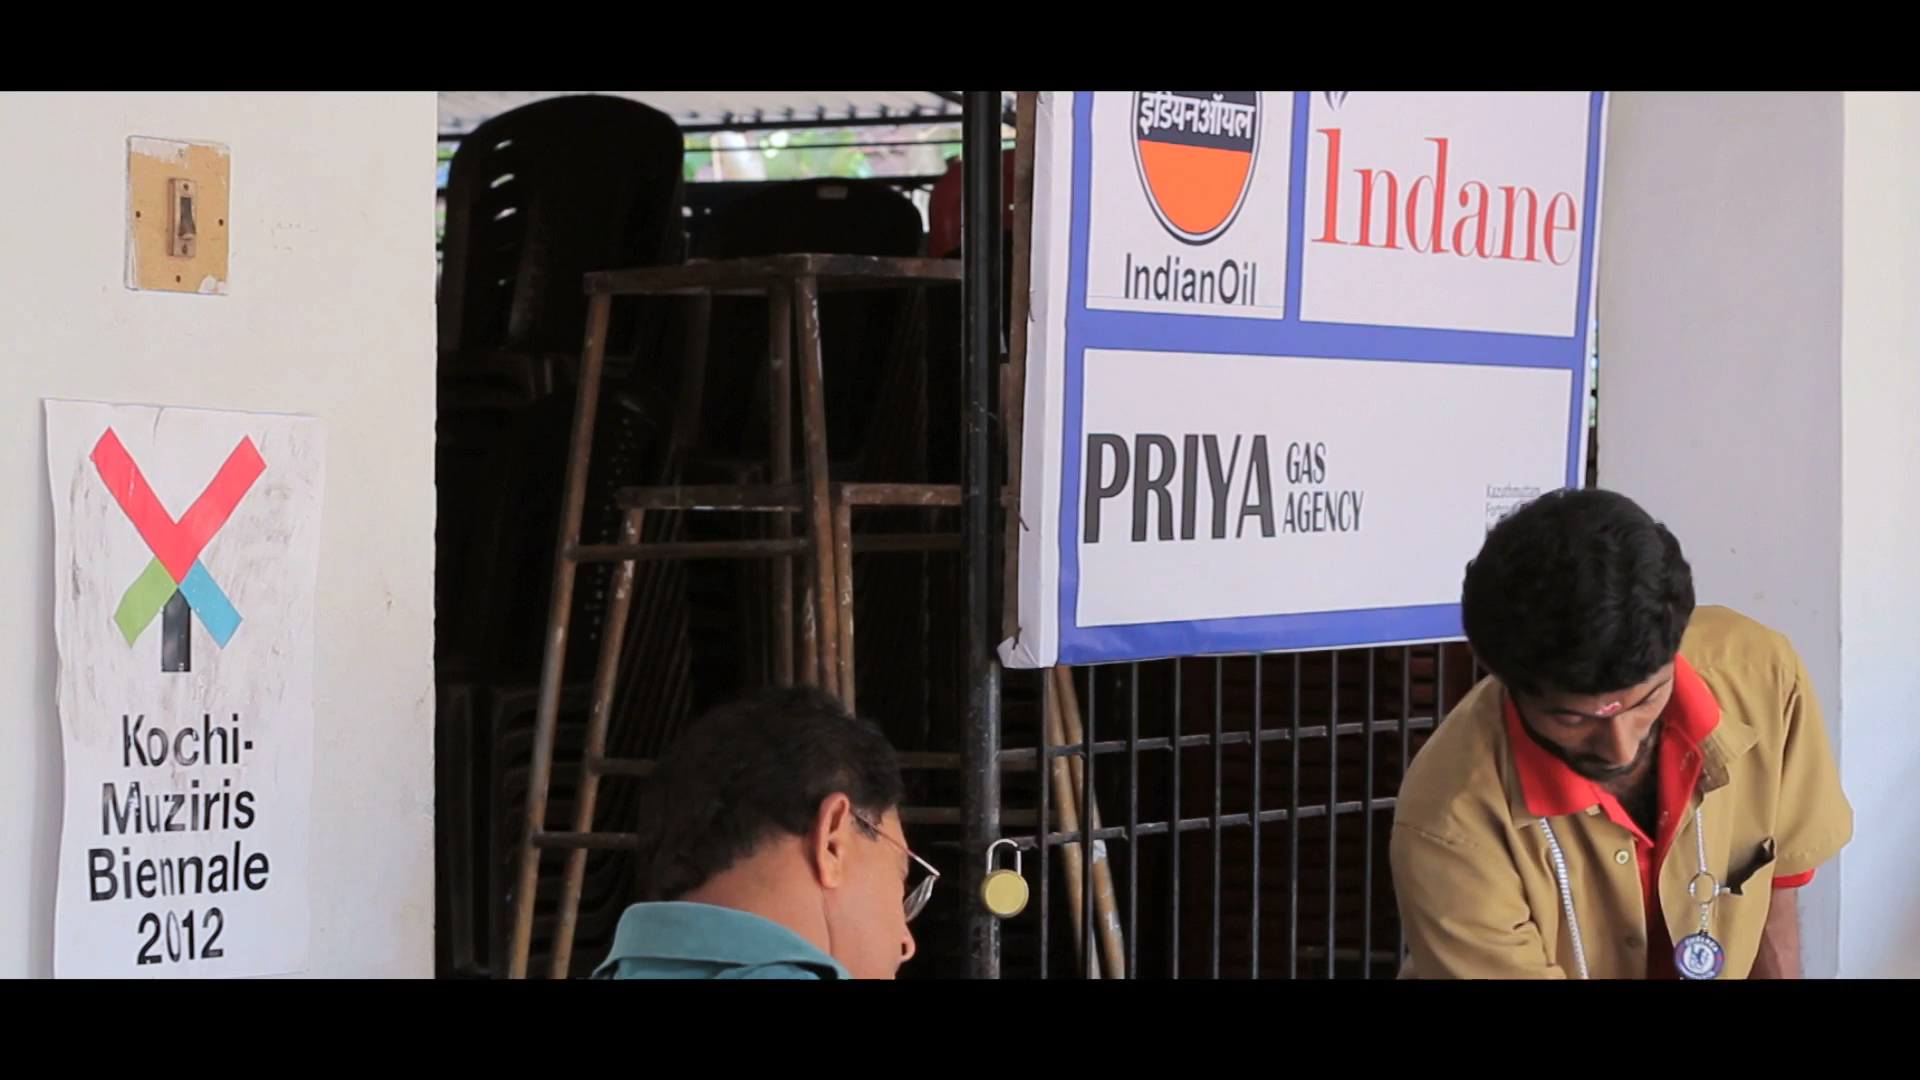 Kochi-
Muziris
Biennale
2012
इंडियनऑयल
IndianOil
Indane
PRIYA GAS
AGENCY